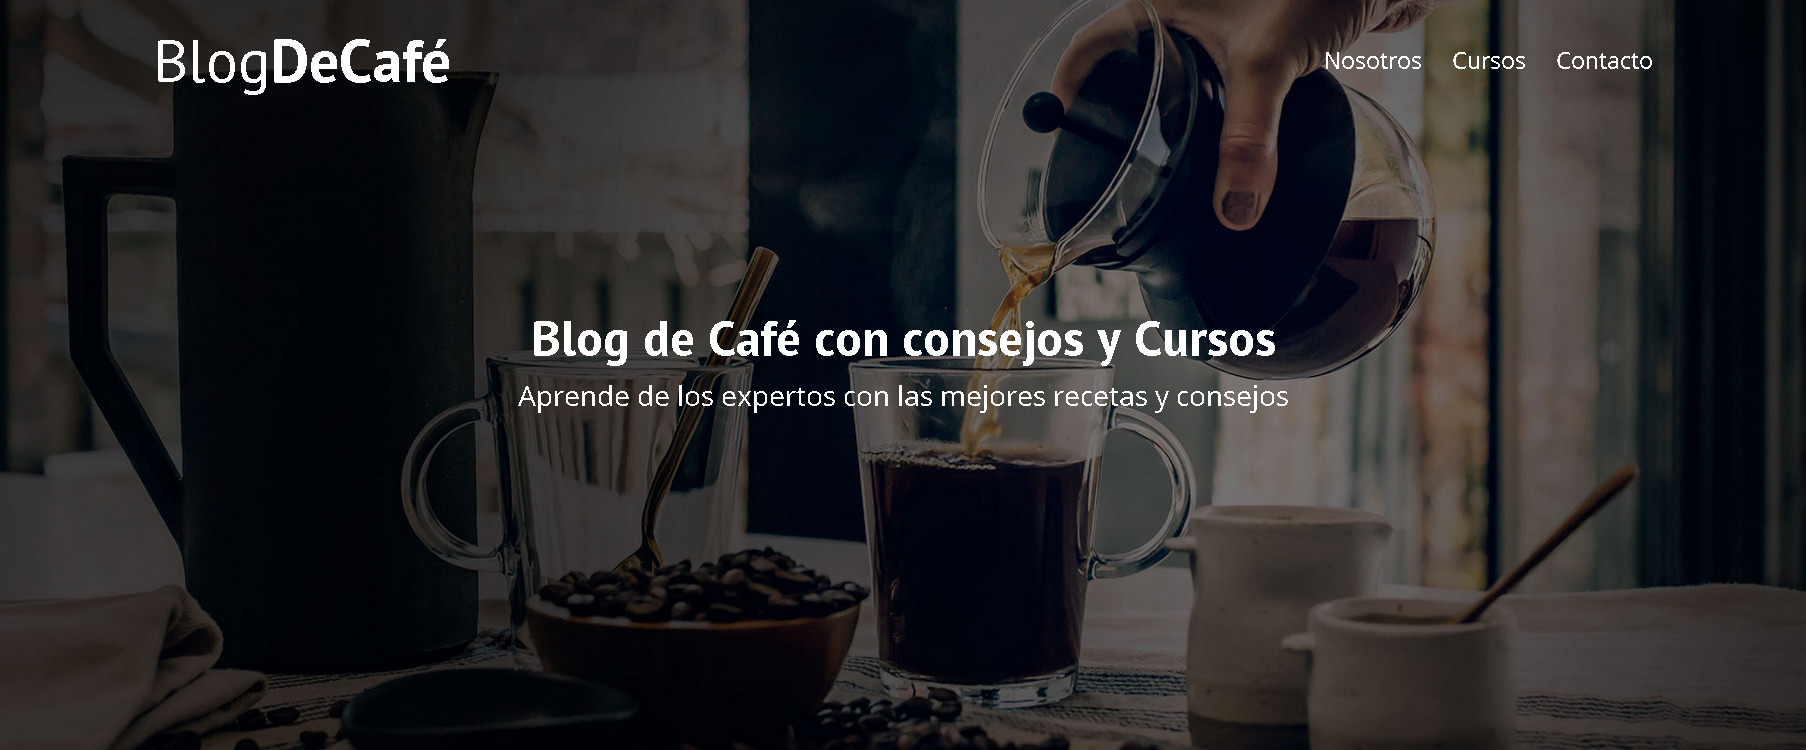 BlogDeCafé
Nosotros Cursos Contacto
Blog de Café con consejos y Cursos
Aprende de los expertos con las mejores recetas y consejos